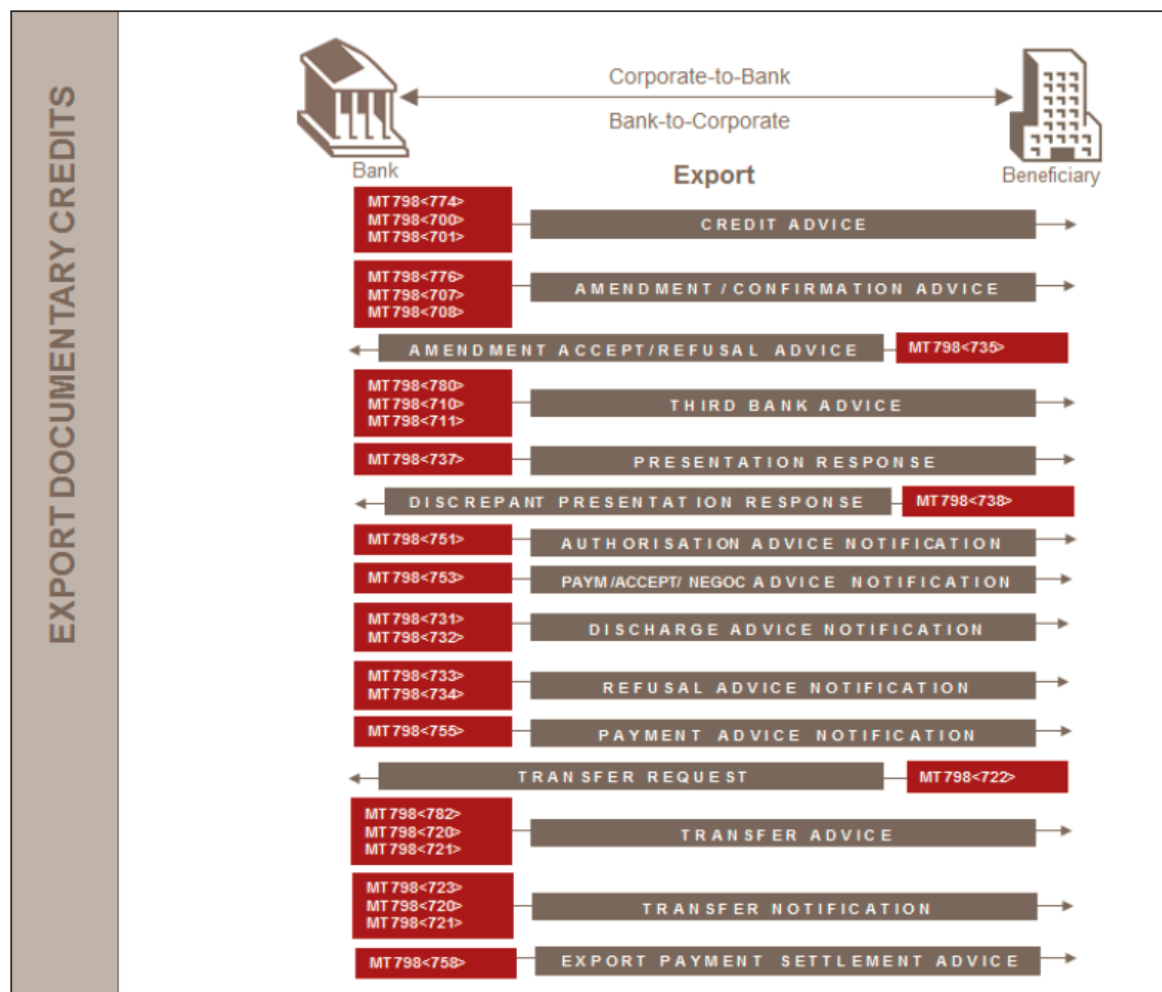 EXPORT DOCUMENTARY CREDITS
Corporate-to-Bank
Bank-to-Corporate
Bank
Export
Beneficiary
MT798<774>
MT798<700>
MT798<701>
CREDIT ADVICE
MT798<776>
MT798<707>
MT798<708>
AMENDMENT / CONFIRMATION ADVICE
AMENDMENT ACCEPT/REFUSAL ADVICE
MT798<735>
MT798<780>
MT798<710>
MT798<711>
THIRD BANK ADVICE
MT798<737>
PRESENTATION RESPONSE
DISCREPANT PRESENTATION RESPONSE
MT798<738>
MT798<751>
AUTHORISATION ADVICE NOTIFICATION
MT798<753>
PAYM/ACCEPT/ NEGOC ADVICE NOTIFICATION
MT798<731>
MT798<732>
DISCHARGE ADVICE NOTIFICATION
MT798<733>
MT798<734>
REFUSAL ADVICE NOTIFICATION
MT798<755>
PAYMENT ADVICE NOTIFICATION
TRANSFER REQUEST
MT798<722>
MT798<782>
MT798<720>
MT798<721>
TRANSFER ADVICE
MT798<723>
MT798<720>
MT798<721>
TRANSFER NOTIFICATION
MT798<758>
EXPORT PAYMENT SETTLEMENT ADVICE